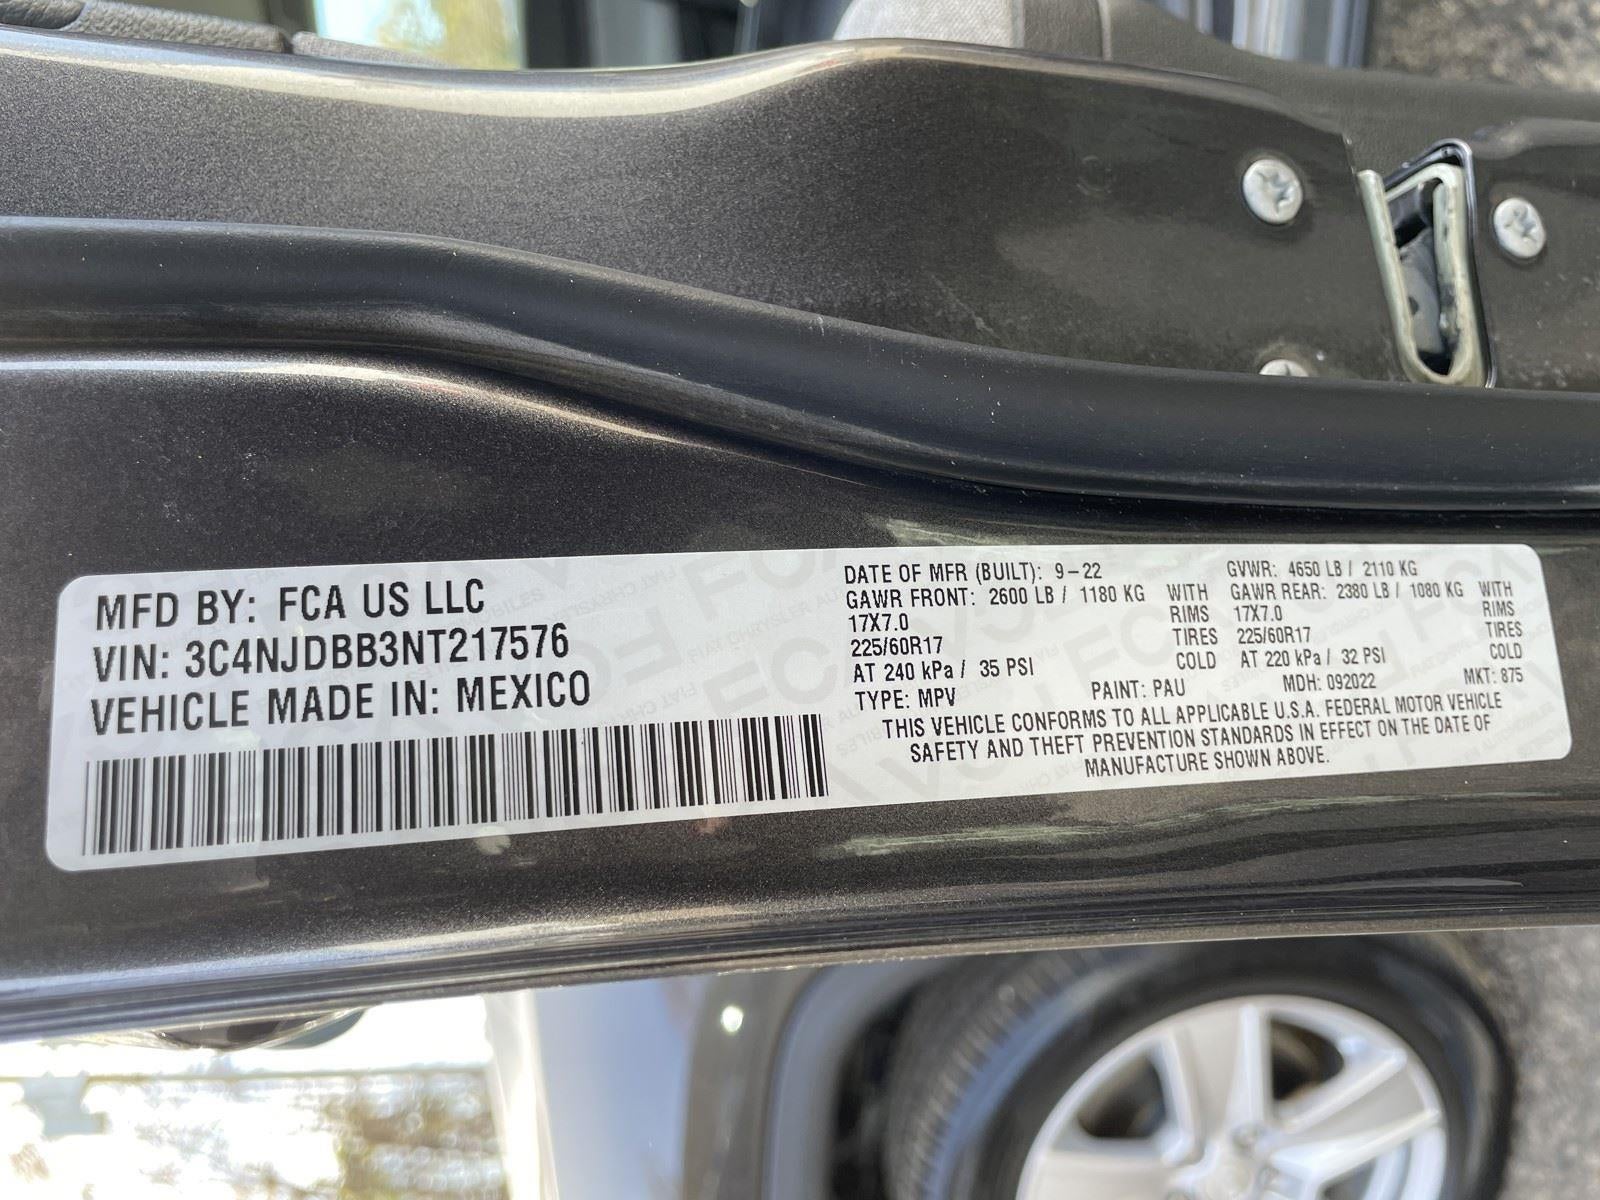 MFD BY: FCA US LLC
VIN: 3C4NJDBB3NT217576
VEHICLE MADE IN: MEXICO
DATE OF MFR (BUILT): 9-22 GVWR: 4650 LB / 2110 KG
GAWR FRONT: 2600 LB / 1180 KG WITH GAWR REAR: 2380 LB / 1080 KG WITH
17X7.0 RIMS 17X7.0 RIMS
225/60R17 TIRES 225/60R17 TIRES
AT 240 kPa / 35 PSI COLD AT 220 kPa / 32 PSI COLD
TYPE: MPV PAINT: PAU MDH: 092022 MKT: 875
THIS VEHICLE CONFORMS TO ALL APPLICABLE U.S.A. FEDERAL MOTOR VEHICLE
SAFETY AND THEFT PREVENTION STANDARDS IN EFFECT ON THE DATE OF
MANUFACTURE SHOWN ABOVE.